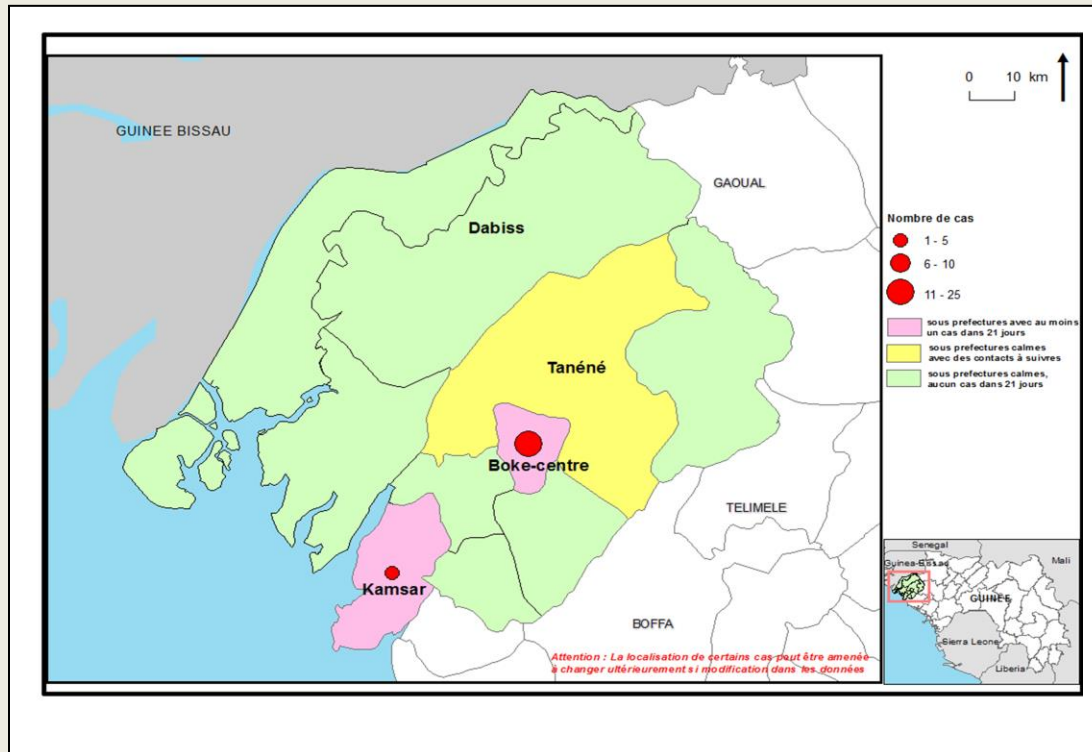 GUINEE BISSAU
0 10 km
GAOUAL
Dabiss
Nombre de cas
1 - 5
6 - 10
11 - 25
sous prefectures avec au moins
un cas dans 21 jours
sous prefectures calmes
avec des contacts à suivres
sous prefectures calmes,
aucun cas dans 21 jours
Tanéné
Boke-centre
TELIMELE
Kamsar
BOFFA
Attention : La localisation de certains cas peut être amenée
à changer ultérieurement si modification dans les données
Senegal
Mali
Guinea-Bissau
GUINEE
Sierra Leone
Liberia